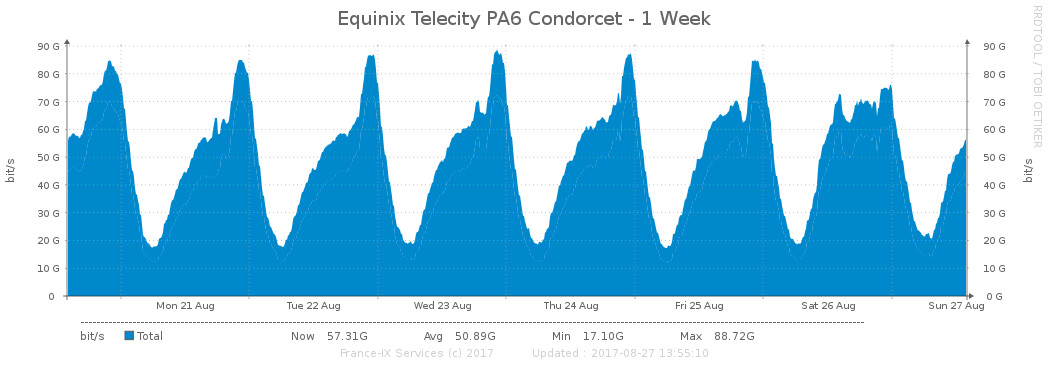 Equinix Telecity PA6 Condorcet - 1 Week
RRDTOOL / TOBI OETIKER
bit/s
90 G 90 G
80 G 80 G
70 G 70 G
60 G 60 G
50 G 50 G
40 G 40 G
30 G 30 G
20 G 20 G
10 G 10 G
0 0 G
bit/s
Mon 21 Aug Tue 22 Aug Wed 23 Aug Thu 24 Aug Fri 25 Aug Sat 26 Aug Sun 27 Aug
bit/s Total Now 57.31G Avg 50.89G Min 17.10G Max 88.72G
France-IX Services (c) 2017 Updated : 2017-08-27 13:55:10